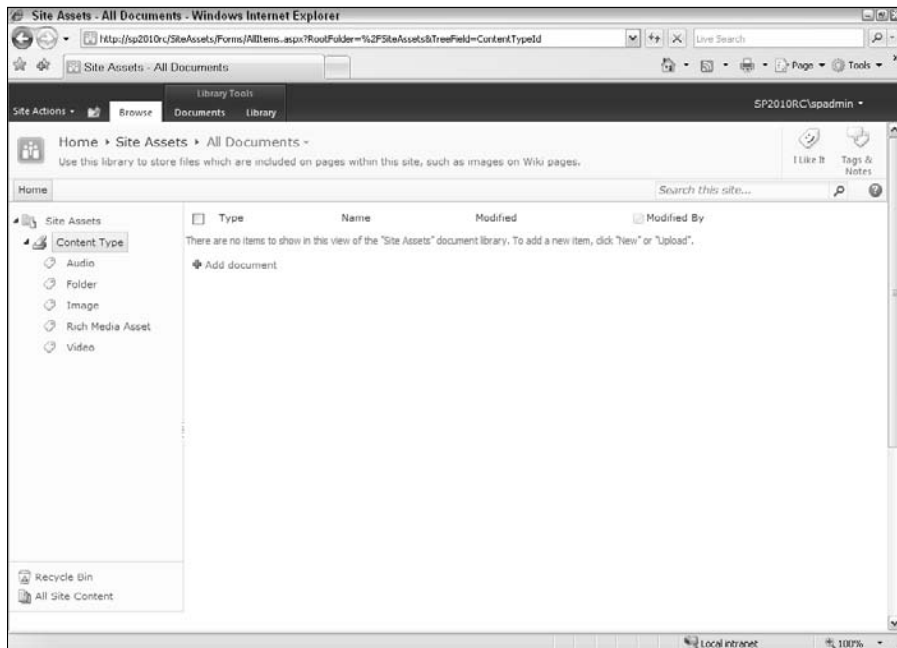 Site Assets - All Documents - Windows Internet Explorer
http://sp2010rc/SiteAssets/Forms/AllItems.aspx?RootFolder=%2FSiteAssets&TreeField=ContentTypeId
Live Search
Site Assets - All Documents
Page
Tools
Library Tools
Site Actions
Browse
Documents
Library
SP2010RC\spadmin
Home ▸ Site Assets ▸ All Documents
Use this library to store files which are included on pages within this site, such as images on Wiki pages.
I Like It
Tags & Notes
Home
Search this site...
Site Assets
Content Type
Audio
Folder
Image
Rich Media Asset
Video
Type
Name
Modified
Modified By
There are no items to show in this view of the "Site Assets" document library. To add a new item, click "New" or "Upload".
Add document
Recycle Bin
All Site Content
Local intranet
100%